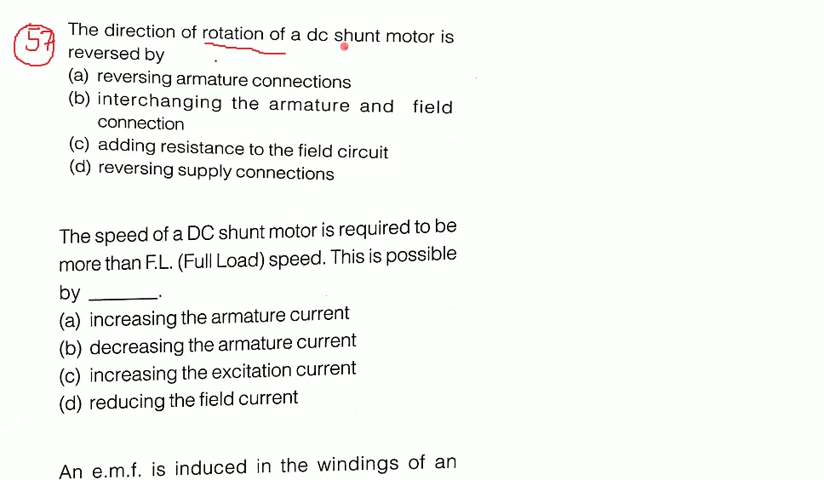 57
The direction of rotation of a dc shunt motor is
reversed by
(a) reversing armature connections
(b) interchanging the armature and field
connection
(c) adding resistance to the field circuit
(d) reversing supply connections
The speed of a DC shunt motor is required to be
more than F.L. (Full Load) speed. This is possible
by ______.
(a) increasing the armature current
(b) decreasing the armature current
(c) increasing the excitation current
(d) reducing the field current
An e.m.f. is induced in the windings of an